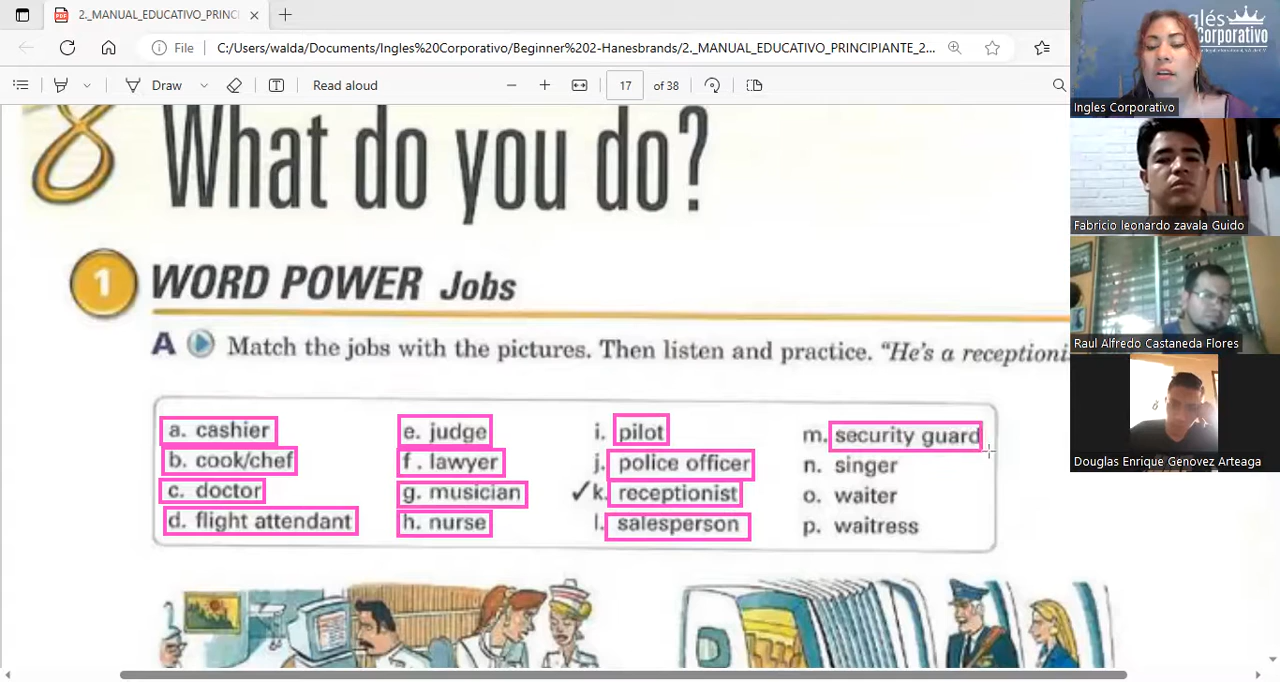 2._MANUAL_EDUCATIVO_PRINCI
File
C:/Users/walda/Documents/Ingles%20Corporativo/Beginner%202-Hanesbrands/2._MANUAL_EDUCATIVO_PRINCIPIANTE_2...
Draw
Read aloud
17 of 38
8 What do you do?
1 WORD POWER Jobs
A Match the jobs with the pictures. Then listen and practice. "He's a receptioni
a. cashier
b. cook/chef
c. doctor
d. flight attendant
e. judge
f. lawyer
g. musician
h. nurse
i. pilot
j. police officer
✓k. receptionist
l. salesperson
m. security guard
n. singer
o. waiter
p. waitress
glés
Corporativo
Ingles Corporativo
Fabricio leonardo zavala Guido
Raul Alfredo Castaneda Flores
Douglas Enrique Genovez Arteaga